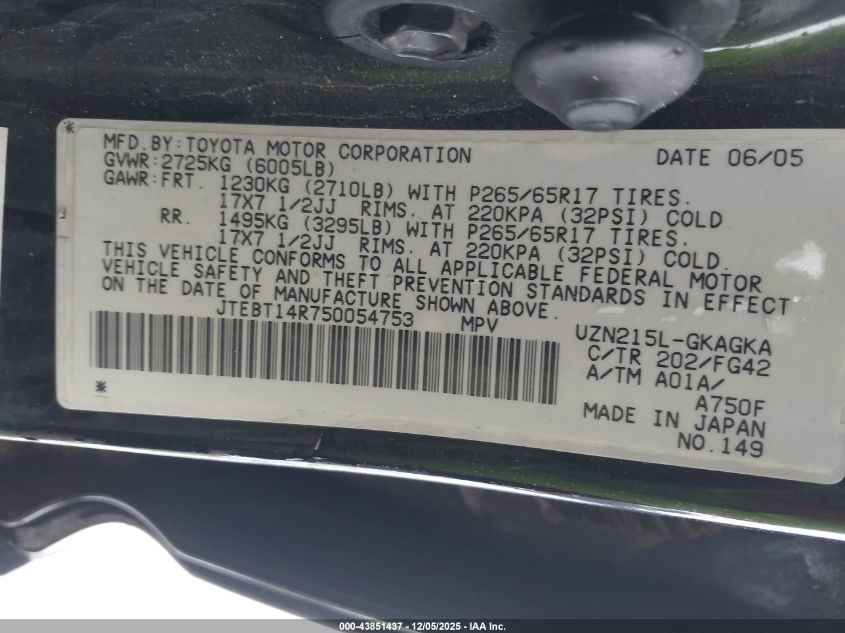 MFD.BY:TOYOTA MOTOR CORPORATION DATE 06/05
GVWR:2725KG (6005LB)
GAWR:FRT. 1230KG (2710LB) WITH P265/65R17 TIRES.
17X7 1/2JJ RIMS. AT 220KPA (32PSI) COLD
RR. 1495KG (3295LB) WITH P265/65R17 TIRES.
17X7 1/2JJ RIMS. AT 220KPA (32PSI) COLD.
THIS VEHICLE CONFORMS TO ALL APPLICABLE FEDERAL MOTOR
VEHICLE SAFETY AND THEFT PREVENTION STANDARDS IN EFFECT
ON THE DATE OF MANUFACTURE SHOWN ABOVE.
JTEBT14R750054753 MPV
UZN215L-GKAGKA
C/TR 202/FG42
A/TM A01A/
A750F
MADE IN JAPAN
NO.149
000-43851437 - 12/05/2025 - IAA Inc.